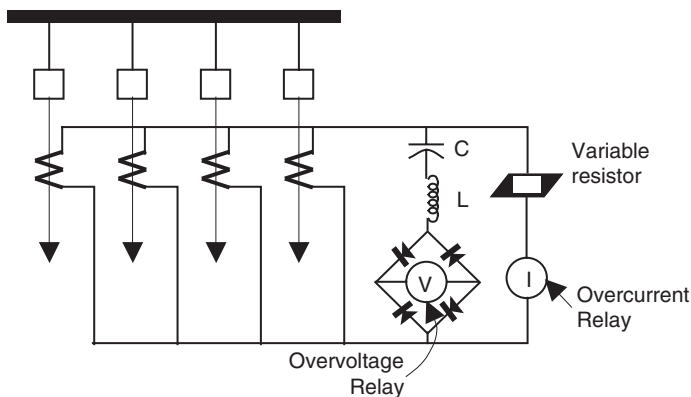 C
Variable
resistor
L
V
I
Overcurrent
Relay
Overvoltage
Relay